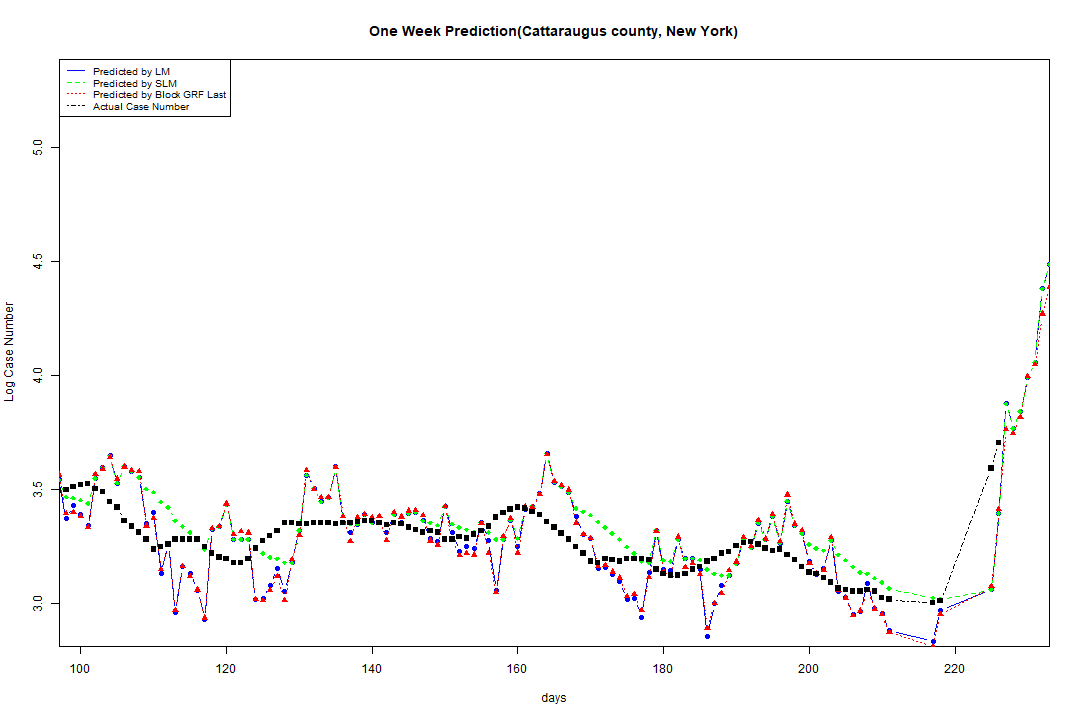 One Week Prediction(Cattaraugus county, New York)
Predicted by LM
Predicted by SLM
Predicted by Block GRF Last
Actual Case Number
Log Case Number
5.0
4.5
4.0
3.5
3.0
100 120 140 160 180 200 220
days